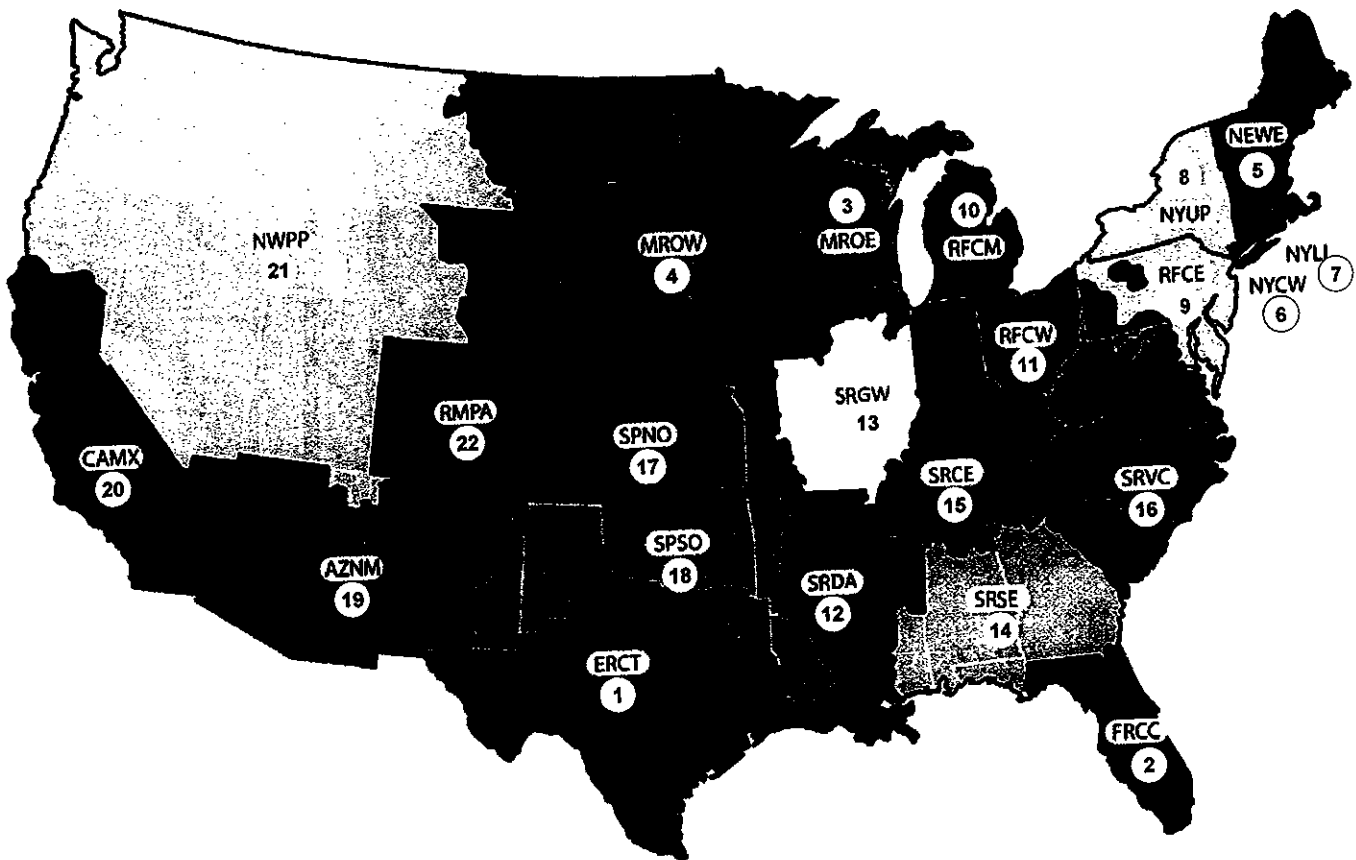 NEWE
5
8
NYUP
3
MROE
10
RFCM
NWPP
21
MROW
4
NYLI
7
RFCE
9
NYCW
6
RFCW
11
SRGW
13
RMPA
22
SPNO
17
CAMX
20
SRCE
15
SRVC
16
SPSO
18
AZNM
19
SRDA
12
SRSE
14
ERCT
1
FRCC
2